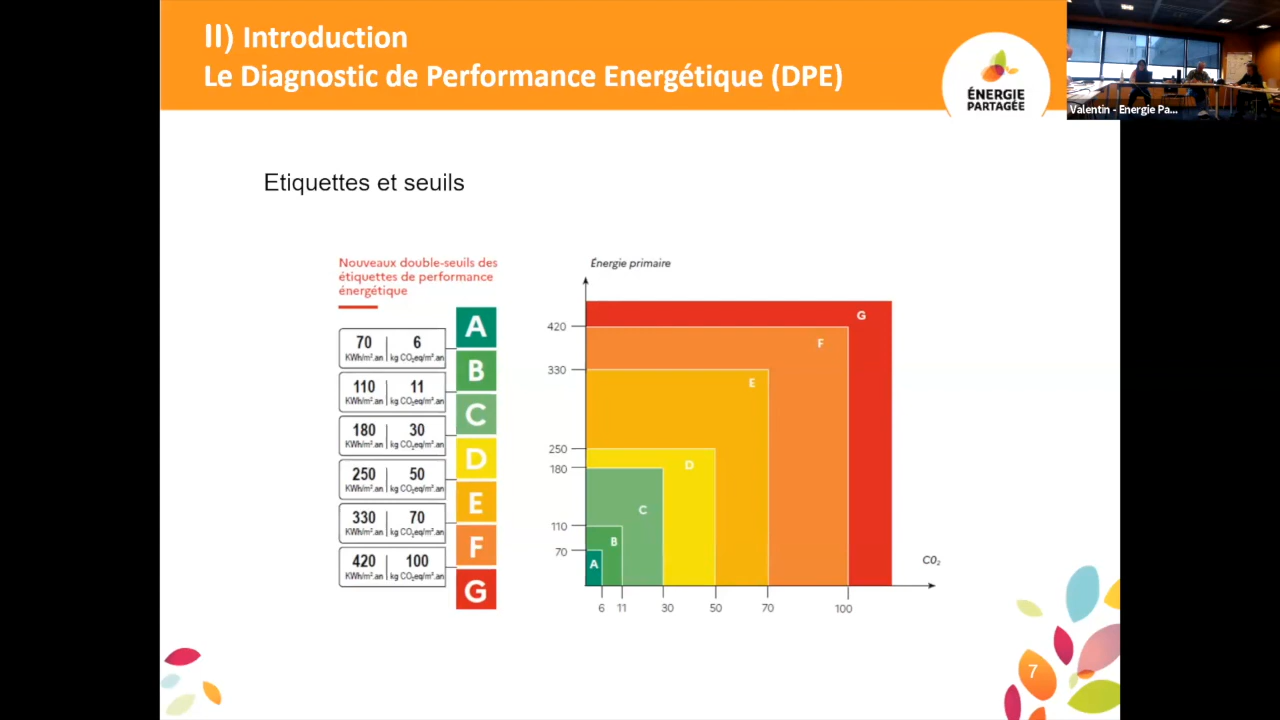 II) Introduction
Le Diagnostic de Performance Energétique (DPE)
ÉNERGIE
PARTAGÉE
Valentin - Energie Pa...
Etiquettes et seuils
Nouveaux double-seuils des
étiquettes de performance
énergétique
A
70 | 6
KWh/m².an | kg CO₂eq/m².an
B
110 | 11
KWh/m².an | kg CO₂eq/m².an
C
180 | 30
KWh/m².an | kg CO₂eq/m².an
D
250 | 50
KWh/m².an | kg CO₂eq/m².an
E
330 | 70
KWh/m².an | kg CO₂eq/m².an
F
420 | 100
KWh/m².an | kg CO₂eq/m².an
G
Énergie primaire
G
420
F
330
E
250
D
180
C
110
B
70
A
C0₂
6 11 30 50 70 100
7